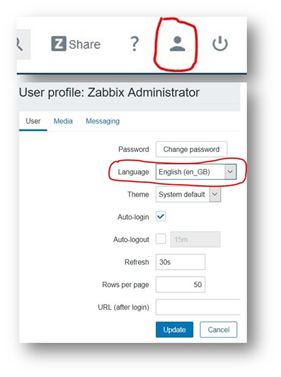 Z Share ?
User profile: Zabbix Administrator
User Media Messaging
Password Change password
Language English (en_GB)
Theme System default
Auto-login
Auto-logout 15m
Refresh 30s
Rows per page 50
URL (after login)
Update Cancel